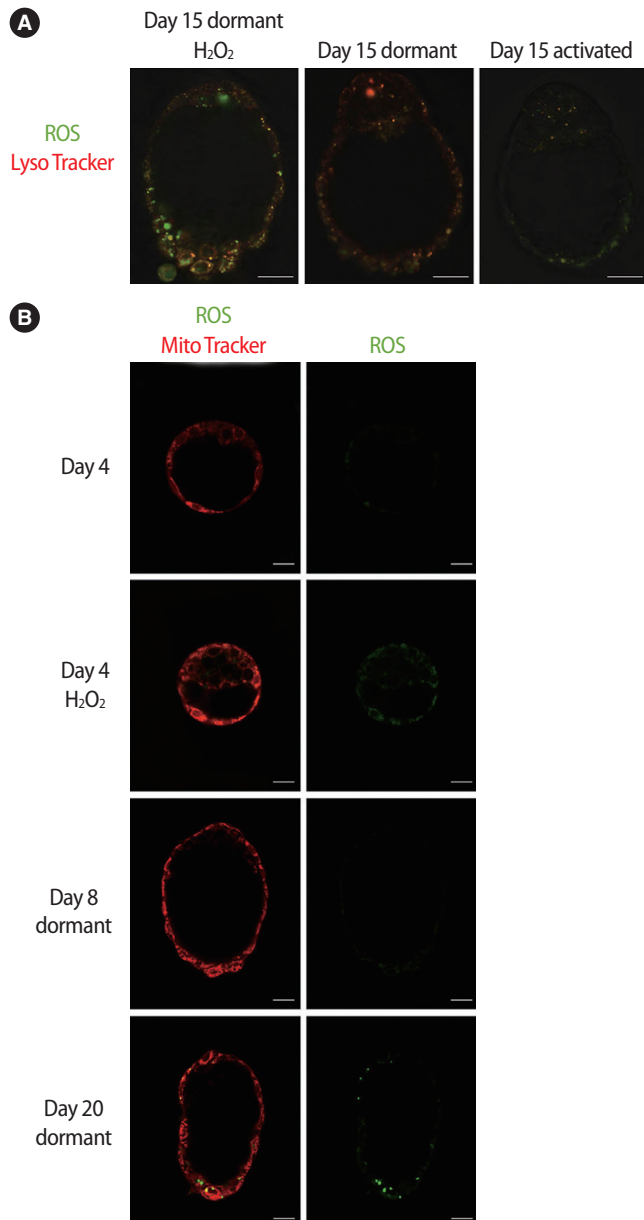 A
Day 15 dormant
H₂O₂
Day 15 dormant
Day 15 activated
ROS
Lyso Tracker
B
ROS
Mito Tracker
ROS
Day 4
Day 4
H₂O₂
Day 8
dormant
Day 20
dormant